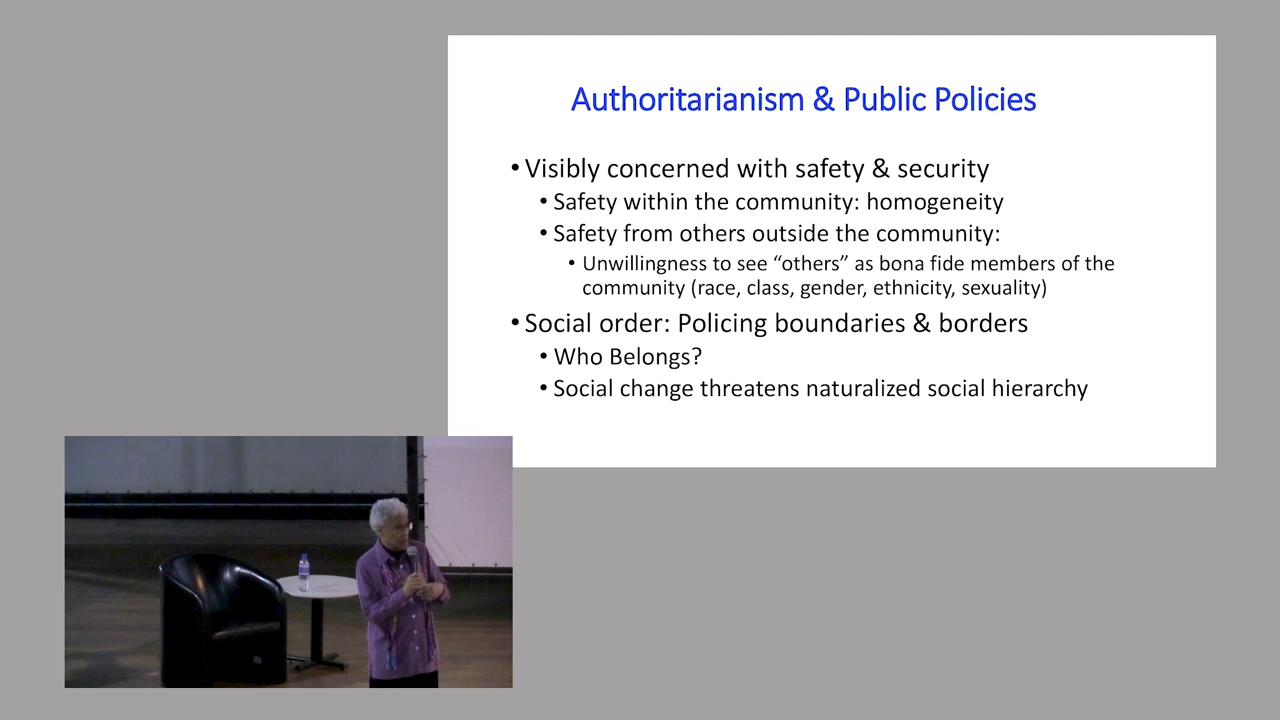 Authoritarianism & Public Policies
• Visibly concerned with safety & security
• Safety within the community: homogeneity
• Safety from others outside the community:
• Unwillingness to see “others” as bona fide members of the
community (race, class, gender, ethnicity, sexuality)
• Social order: Policing boundaries & borders
• Who Belongs?
• Social change threatens naturalized social hierarchy